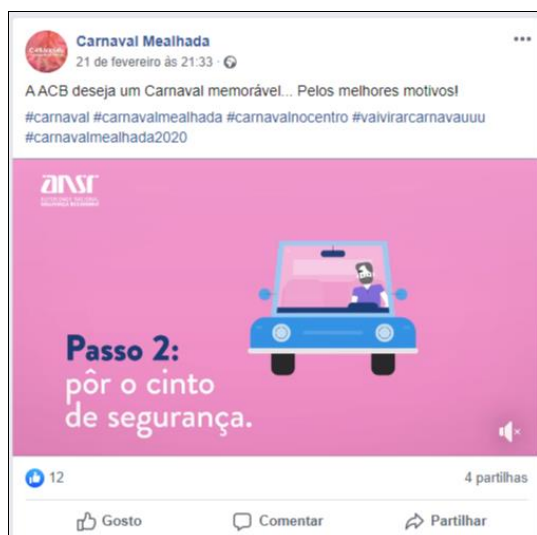 Carnaval Mealhada
21 de fevereiro às 21:33 ·
A ACB deseja um Carnaval memorável... Pelos melhores motivos!
#carnaval #carnavalmealhada #carnavalnocentro #vaivirarcarnavauuu
#carnavalmealhada2020
ansr
Passo 2:
pôr o cinto
de segurança.
12
4 partilhas
Gosto
Comentar
Partilhar